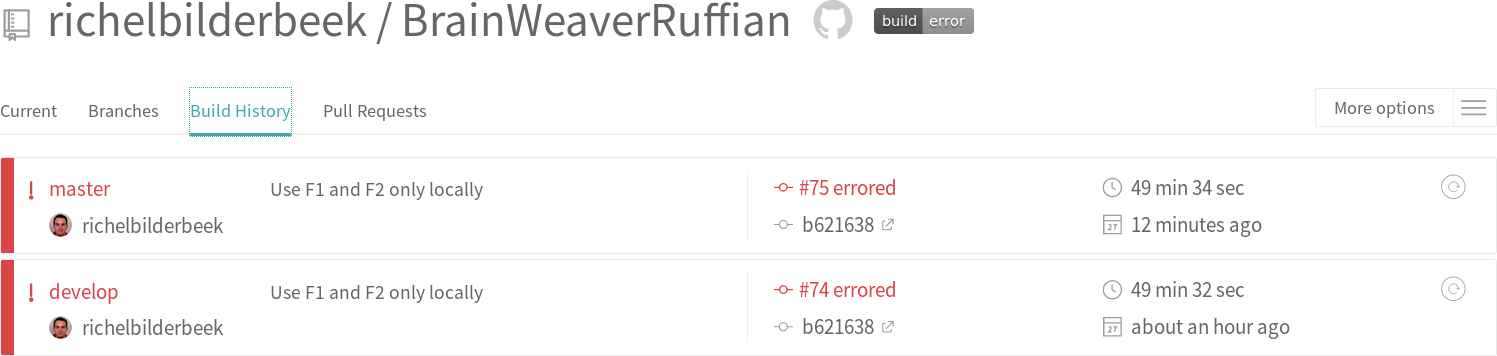 richelbilderbeek / BrainWeaverRuffian build error
Current Branches Build History Pull Requests More options
master Use F1 and F2 only locally #75 errored 49 min 34 sec
richelbilderbeek b621638 27 12 minutes ago
develop Use F1 and F2 only locally #74 errored 49 min 32 sec
richelbilderbeek b621638 27 about an hour ago